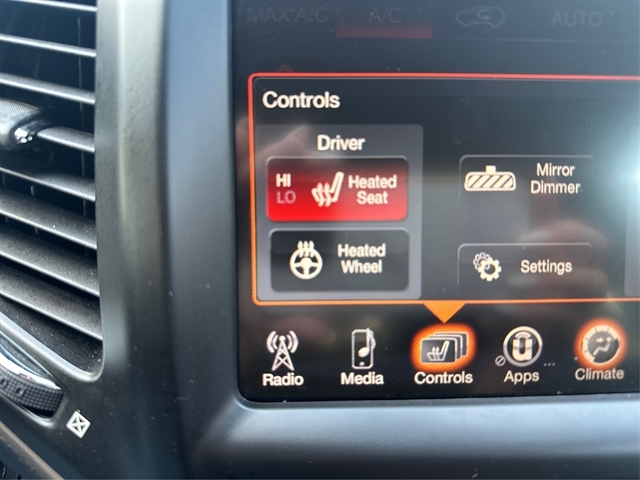 MAX A/C A/C AUTO
Controls
Driver
HI
LO
Heated
Seat
Mirror
Dimmer
Heated
Wheel
Settings
Radio Media Controls Apps Climate